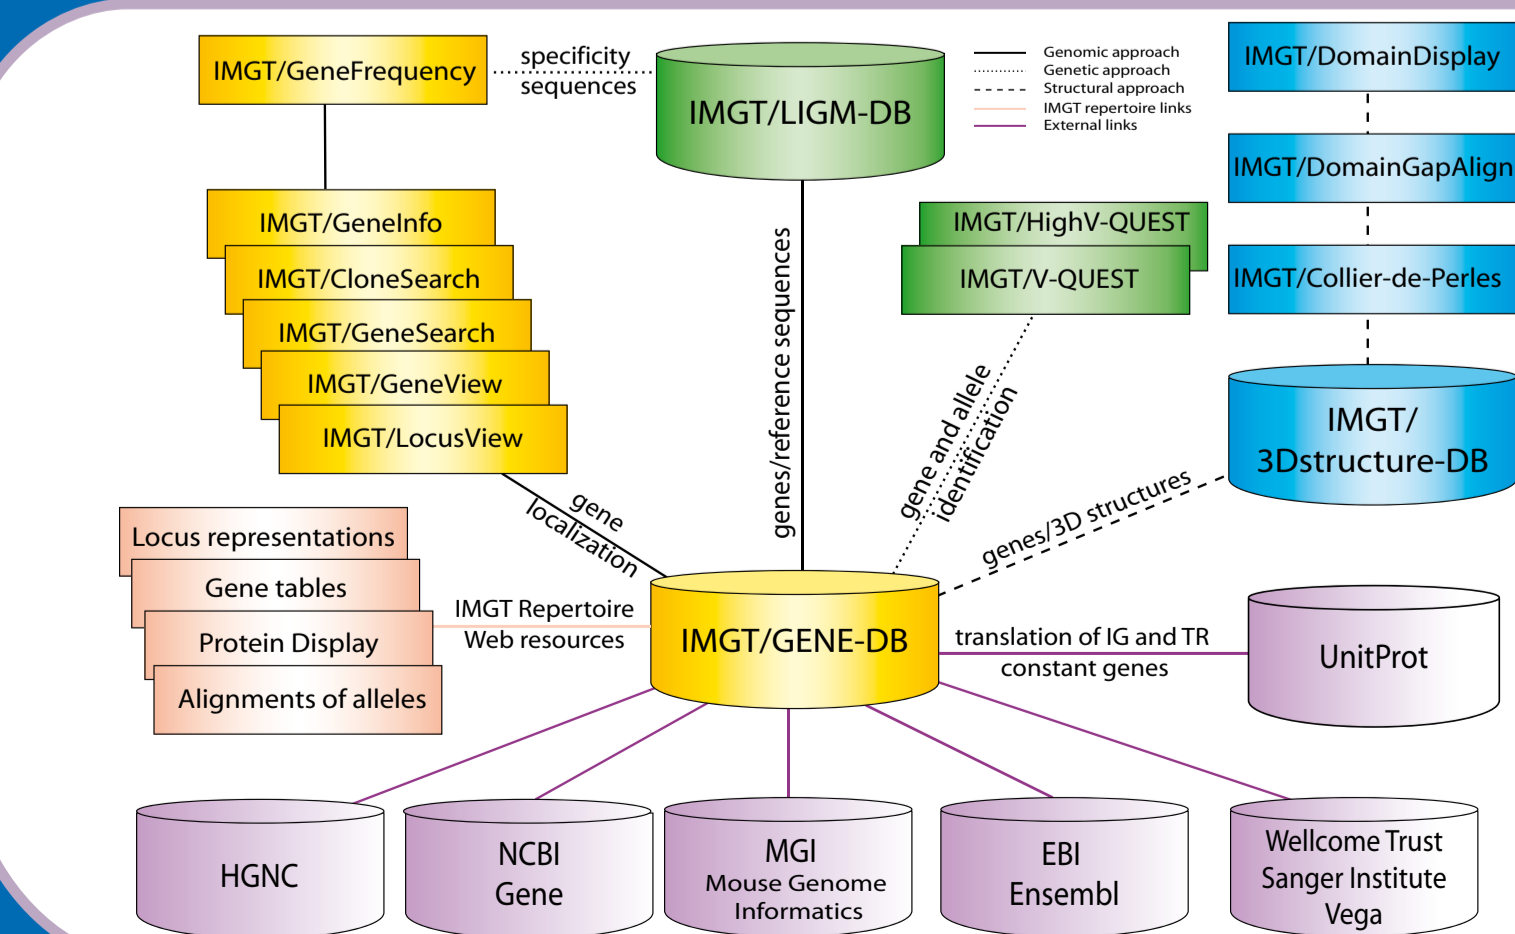 IMGT/GeneFrequency
specificity
sequences
IMGT/LIGM-DB
Genomic approach
Genetic approach
Structural approach
IMGT repertoire links
External links
IMGT/DomainDisplay
IMGT/DomainGapAlign
IMGT/Collier-de-Perles
IMGT/
3Dstructure-DB
IMGT/GeneInfo
IMGT/CloneSearch
IMGT/GeneSearch
IMGT/GeneView
IMGT/LocusView
genes/reference sequences
IMGT/HighV-QUEST
IMGT/V-QUEST
gene and allele
identification
genes/3D structures
gene
localization
Locus representations
Gene tables
Protein Display
Alignments of alleles
IMGT Repertoire
Web resources
IMGT/GENE-DB
translation of IG and TR
constant genes
UnitProt
HGNC
NCBI
Gene
MGI
Mouse Genome
Informatics
EBI
Ensembl
Wellcome Trust
Sanger Institute
Vega